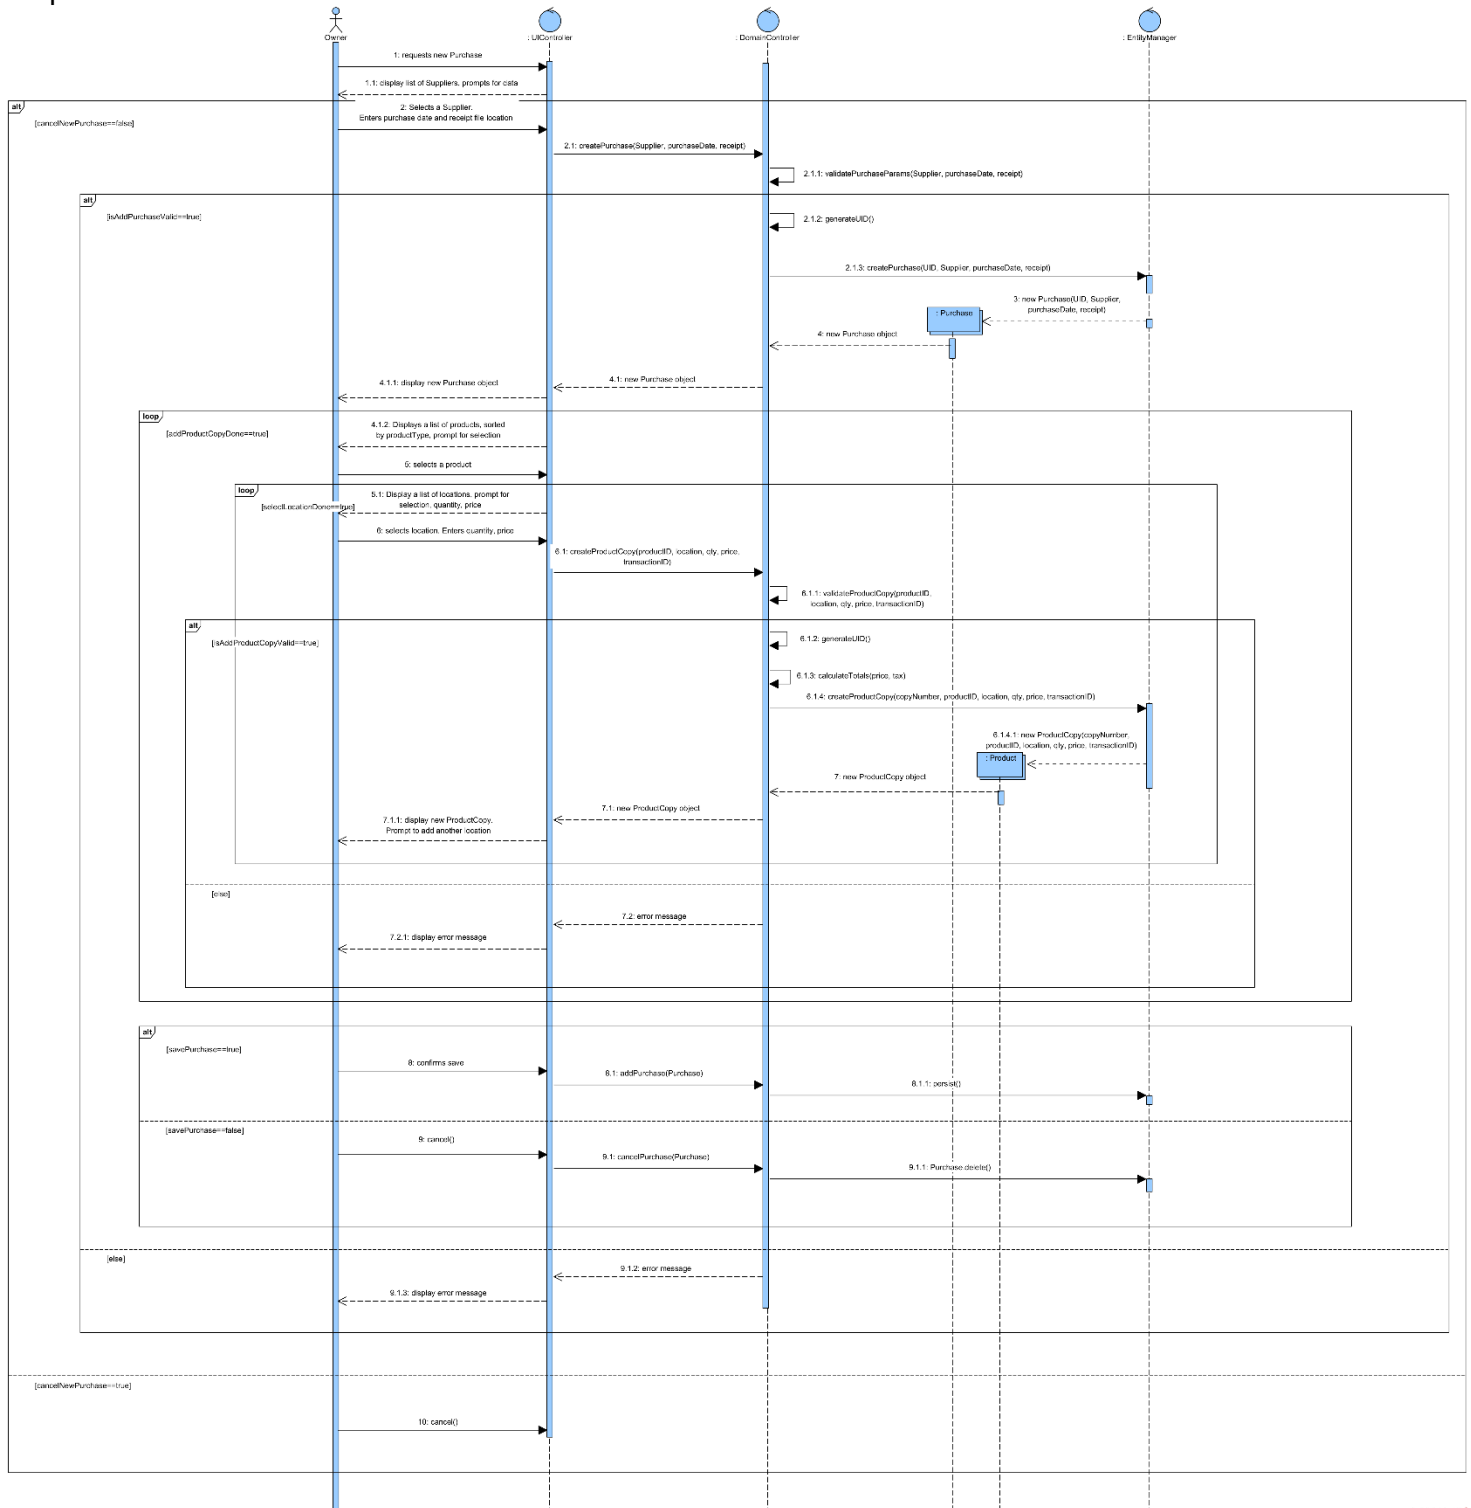 Owner
: UIController
: DomainController
: EntityManager
1: requests new Purchase
1.1: display list of Suppliers, prompts for data
alt
[cancelNewPurchase==false]
2: Selects a Supplier.
Enters purchase date and receipt file location
2.1: createPurchase(Supplier, purchaseDate, receipt)
2.1.1: validatePurchaseParams(Supplier, purchaseDate, receipt)
alt
[isAddPurchaseValid==true]
2.1.2: generateUID()
2.1.3: createPurchase(UID, Supplier, purchaseDate, receipt)
3: new Purchase(UID, Supplier,
purchaseDate, receipt)
: Purchase
4: new Purchase object
4.1: new Purchase object
4.1.1: display new Purchase object
loop
[addProductCopyDone==true]
4.1.2: Displays a list of products, sorted
by productType, prompt for selection
5: selects a product
loop
[selectLocationDone==true]
5.1: Display a list of locations, prompt for
selection, quantity, price
6: selects location. Enters quantity, price
6.1: createProductCopy(productID, location, qty, price,
transactionID)
6.1.1: validateProductCopy(productID,
location, qty, price, transactionID)
alt
[isAddProductCopyValid==true]
6.1.2: generateUID()
6.1.3: calculateTotals(price, tax)
6.1.4: createProductCopy(copyNumber, productID, location, qty, price, transactionID)
6.1.4.1: new ProductCopy(copyNumber,
productID, location, qty, price, transactionID)
: Product
7: new ProductCopy object
7.1: new ProductCopy object
7.1.1: display new ProductCopy.
Prompt to add another location
[else]
7.2: error message
7.2.1: display error message
alt
[savePurchase==true]
8: confirms save
8.1: addPurchase(Purchase)
8.1.1: persist()
[savePurchase==false]
9: cancel()
9.1: cancelPurchase(Purchase)
9.1.1: Purchase.delete()
[else]
9.1.2: error message
9.1.3: display error message
[cancelNewPurchase==true]
10: cancel()